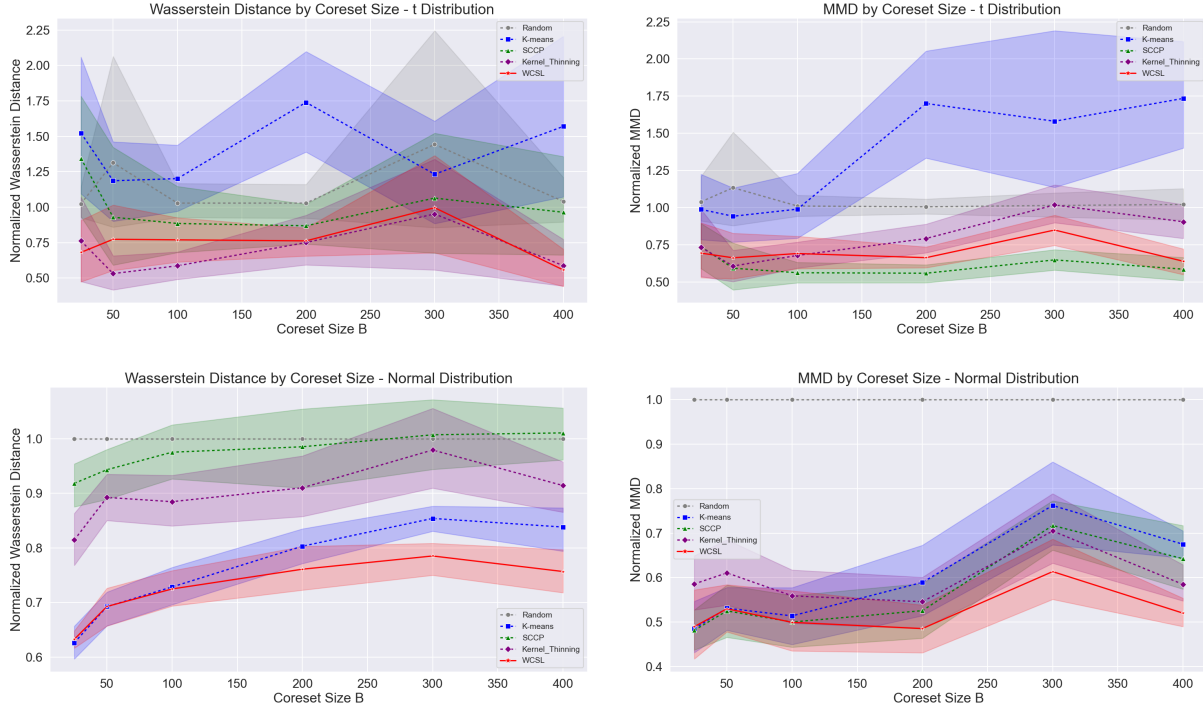 Wasserstein Distance by Coreset Size - t Distribution
Normalized Wasserstein Distance
2.25
2.00
1.75
1.50
1.25
1.00
0.75
0.50
50
100
150
200
250
300
350
400
Coreset Size B
Random
K-means
SCCP
Kernel_Thinning
WCSL
MMD by Coreset Size - t Distribution
Normalized MMD
2.25
2.00
1.75
1.50
1.25
1.00
0.75
0.50
50
100
150
200
250
300
350
400
Coreset Size B
Random
K-means
SCCP
Kernel_Thinning
WCSL
Wasserstein Distance by Coreset Size - Normal Distribution
Normalized Wasserstein Distance
1.0
0.9
0.8
0.7
0.6
50
100
150
200
250
300
350
400
Coreset Size B
Random
K-means
SCCP
Kernel_Thinning
WCSL
MMD by Coreset Size - Normal Distribution
Normalized MMD
1.0
0.9
0.8
0.7
0.6
0.5
0.4
50
100
150
200
250
300
350
400
Coreset Size B
Random
K-means
SCCP
Kernel_Thinning
WCSL